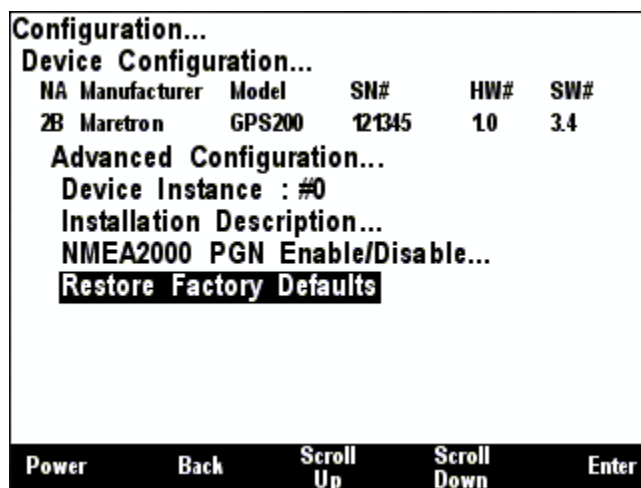 Configuration...
Device Configuration...
NA Manufacturer Model SN# HW# SW#
2B Maretron GPS200 121345 1.0 3.4
Advanced Configuration...
Device Instance : #0
Installation Description...
NMEA2000 PGN Enable/Disable...
Restore Factory Defaults
Power Back Scroll Up Scroll Down Enter